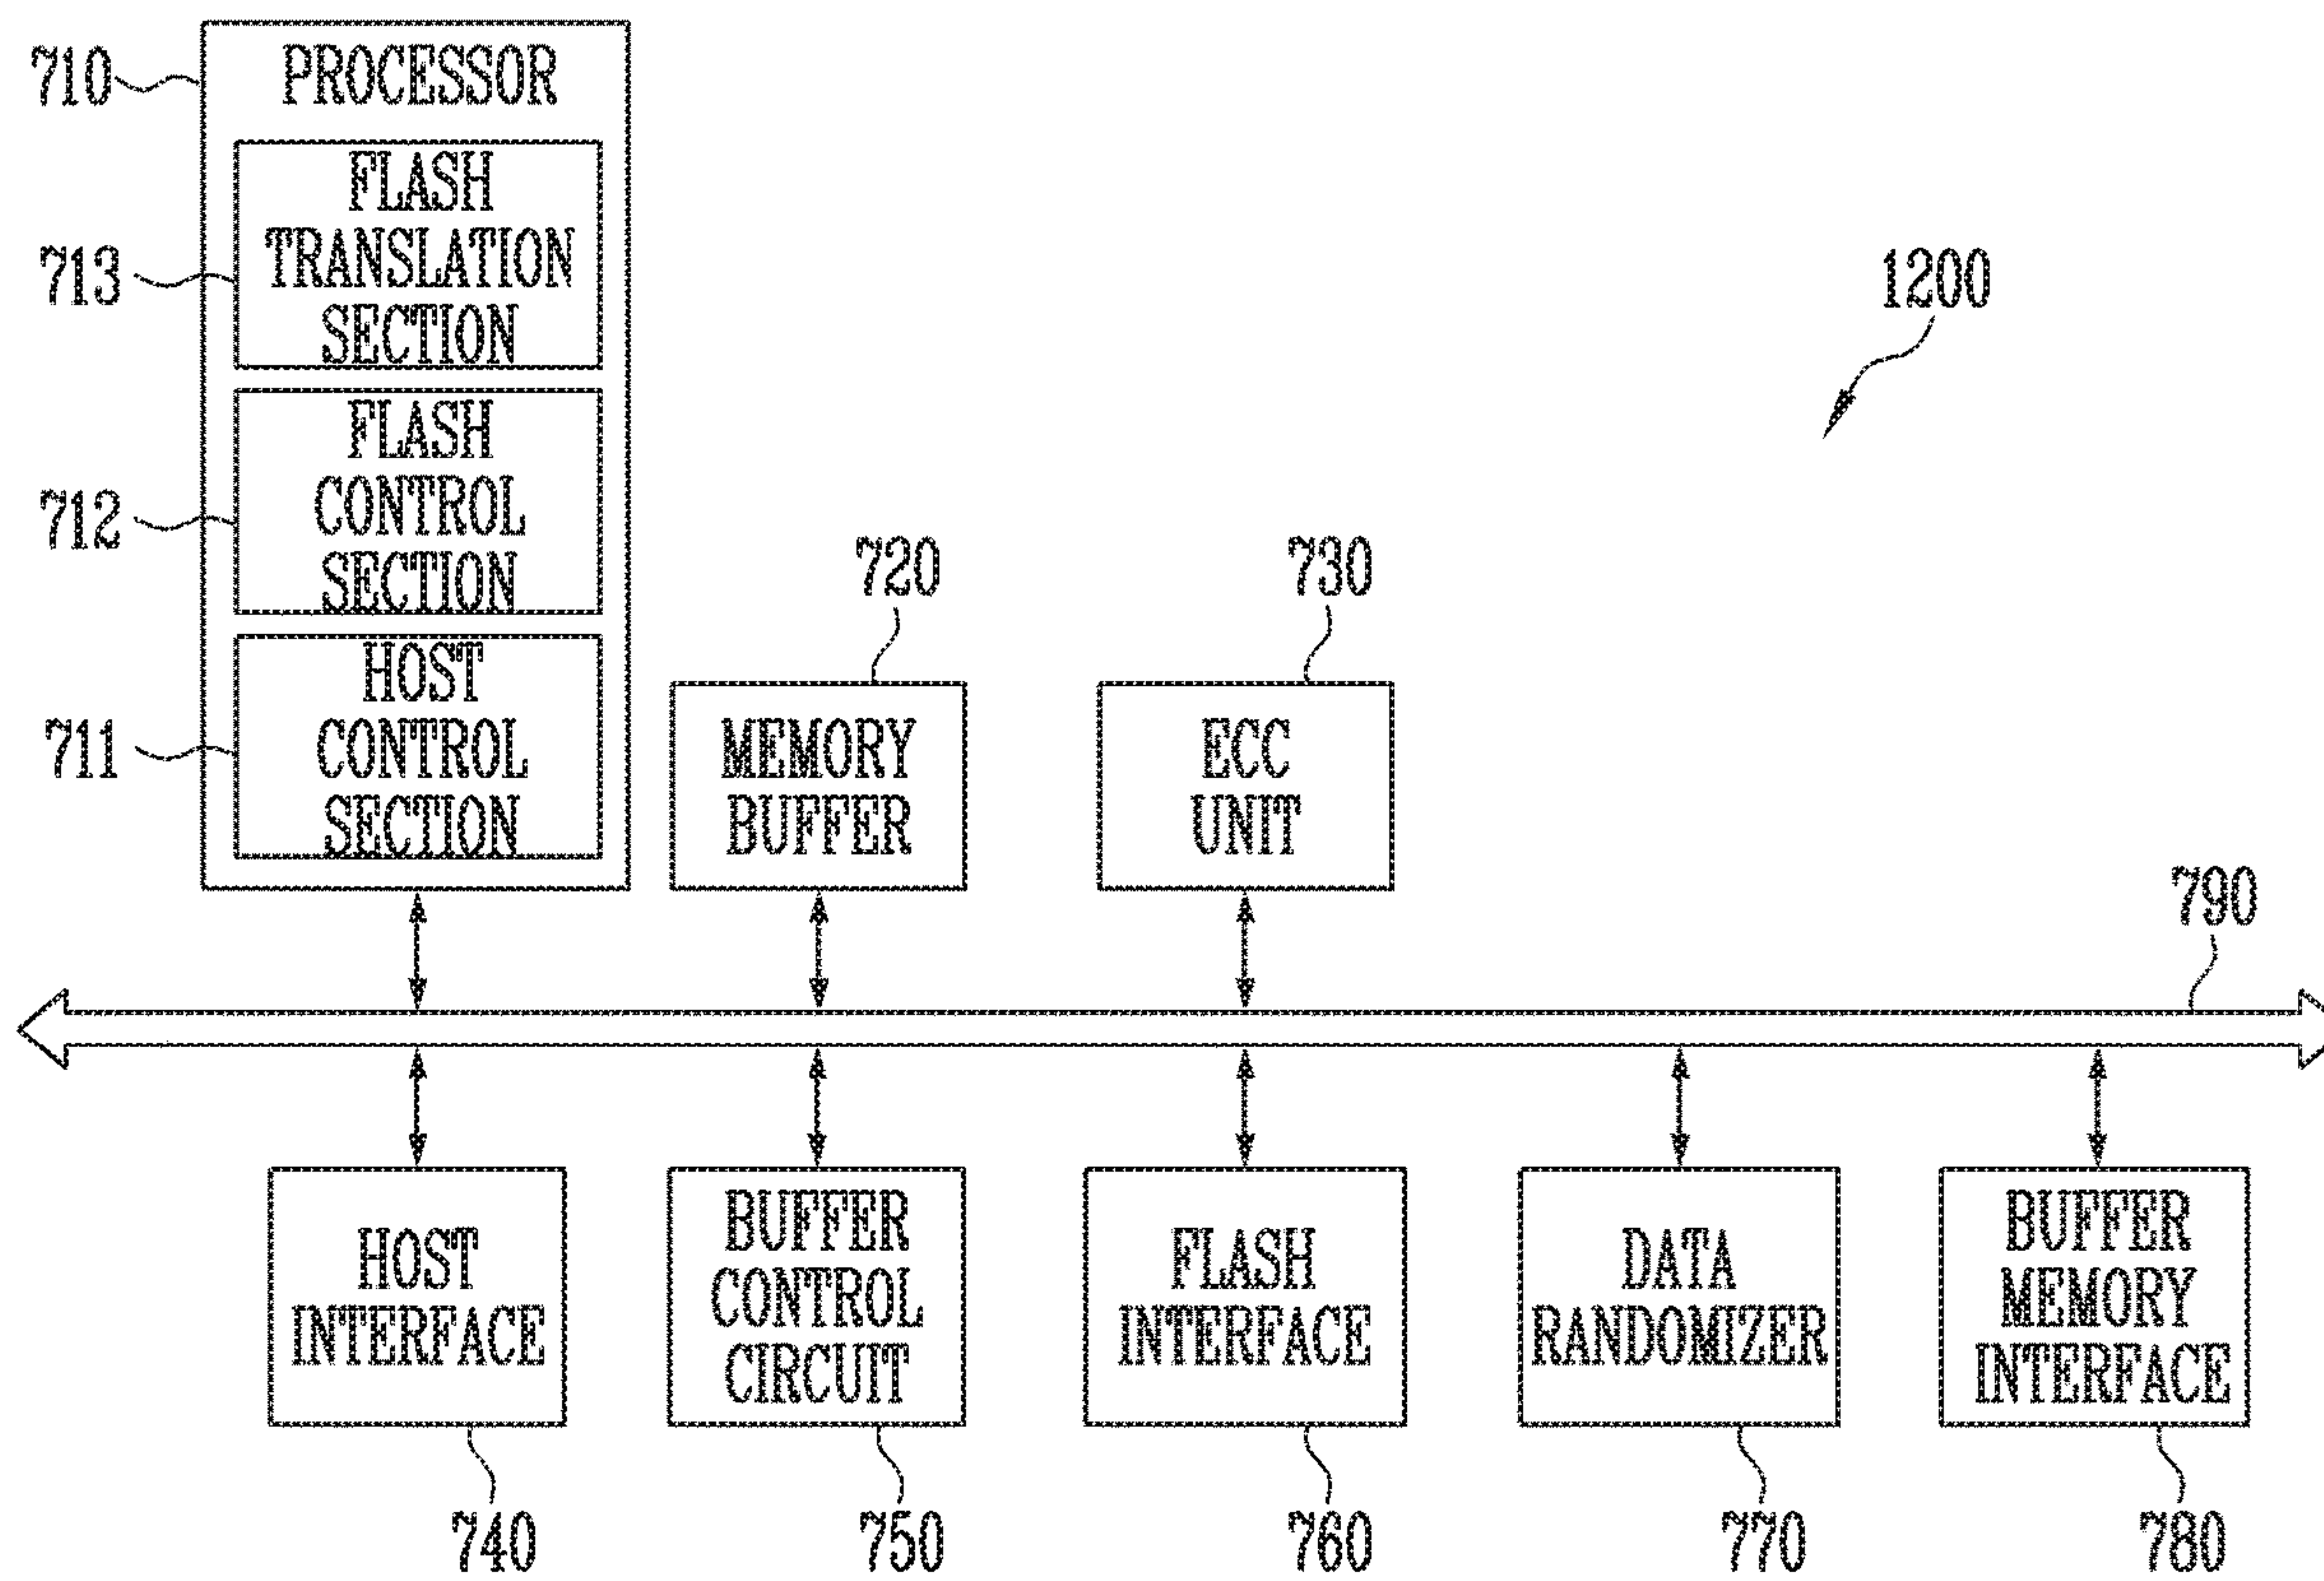 710
PROCESSOR
713
FLASH
TRANSLATION
SECTION
712
FLASH
CONTROL
SECTION
711
HOST
CONTROL
SECTION
1200
720
MEMORY
BUFFER
730
ECC
UNIT
790
HOST
INTERFACE
740
BUFFER
CONTROL
CIRCUIT
750
FLASH
INTERFACE
760
DATA
RANDOMIZER
770
BUFFER
MEMORY
INTERFACE
780